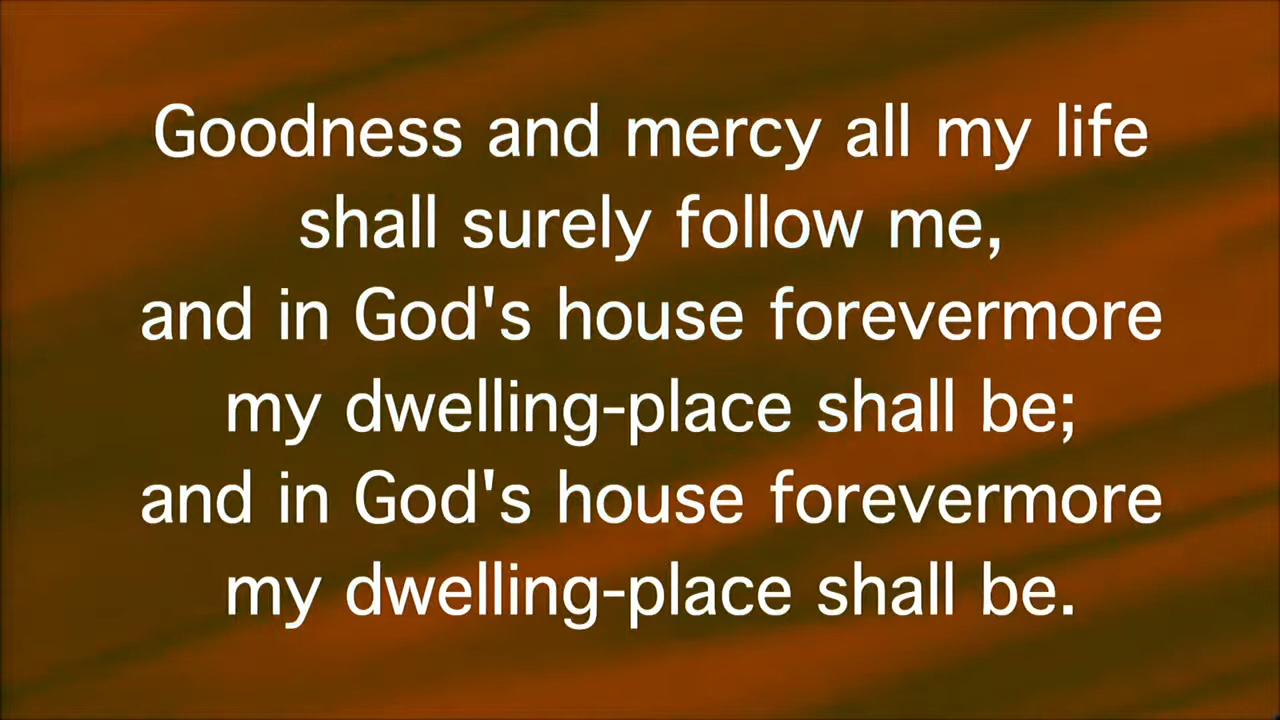 Goodness and mercy all my life
shall surely follow me,
and in God's house forevermore
my dwelling-place shall be;
and in God's house forevermore
my dwelling-place shall be.